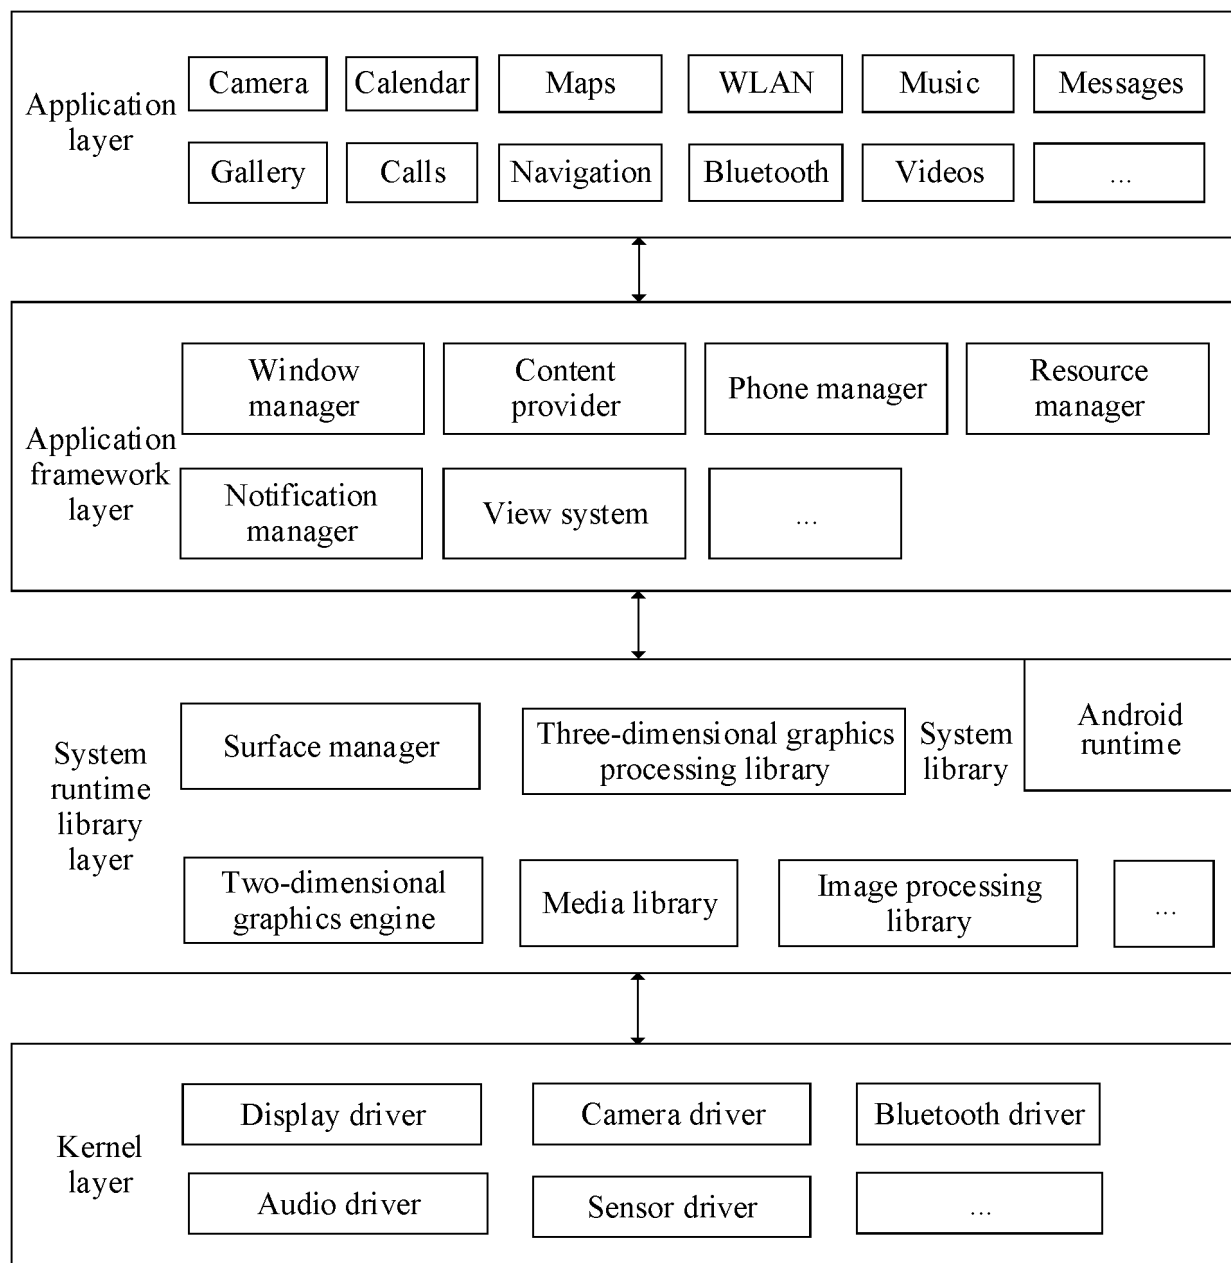 Application
layer
Camera
Calendar
Maps
WLAN
Music
Messages
Gallery
Calls
Navigation
Bluetooth
Videos
...
Application
framework
layer
Window
manager
Content
provider
Phone manager
Resource
manager
Notification
manager
View system
...
System
runtime
library
layer
Surface manager
Three-dimensional graphics
processing library
System
library
Android
runtime
Two-dimensional
graphics engine
Media library
Image processing
library
...
Kernel
layer
Display driver
Camera driver
Bluetooth driver
Audio driver
Sensor driver
...